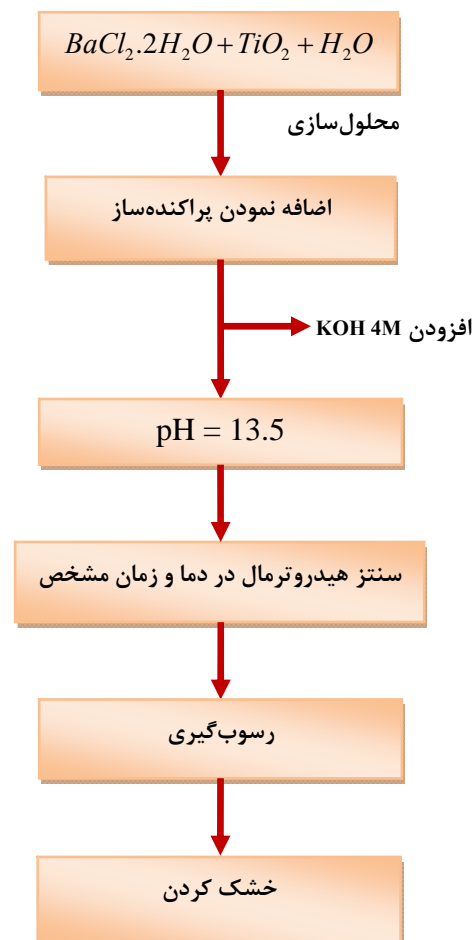 BaCl₂.2H₂O+TiO₂+H₂O
محلول‌سازی
اضافه نمودن پراکنده‌ساز
افزودن KOH 4M
pH = 13.5
سنتز هیدروترمال در دما و زمان مشخص
رسوب‌گیری
خشک کردن